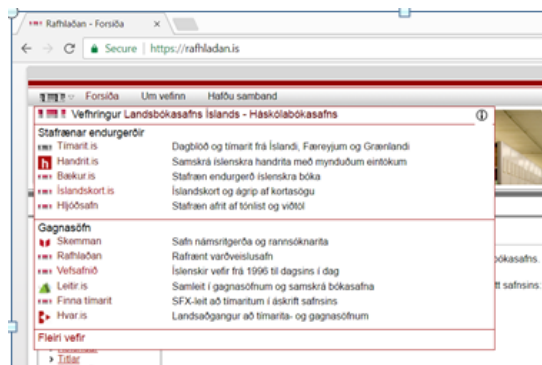 Rafhlaðan - Forsíða
Secure | https://rafhladan.is
Forsíða Um vefinn Hafðu samband
Vefhringur Landsbókasafns Íslands - Háskólabókasafns
Stafrænar endurgerðir
Tímarit.is Dagblöð og tímarit frá Íslandi, Færeyjum og Grænlandi
Handrit.is Samskrá íslenskra handrita með mynduðum eintökum
Bækur.is Stafræn endurgerð íslenskra bóka
Íslandskort.is Íslandskort og ágrip af kortasögu
Hljóðsafn Stafræn afrit af tónlist og viðtöl
Gagnasöfn
Skemman Safn námsritgerða og rannsóknarita
Rafhlaðan Rafrænt varðveislusafn
Vefsafnið Íslenskir vefir frá 1996 til dagsins í dag
bókasafns.
Leitir.is Samleit í gagnasöfnum og samskrá bókasafna
Finna tímarit SFX-leit að tímaritum í áskrift safnsins
tt safnsins:
Hvar.is Landsaðgangur að tímarita- og gagnasöfnum
Fleiri vefir
Titlar